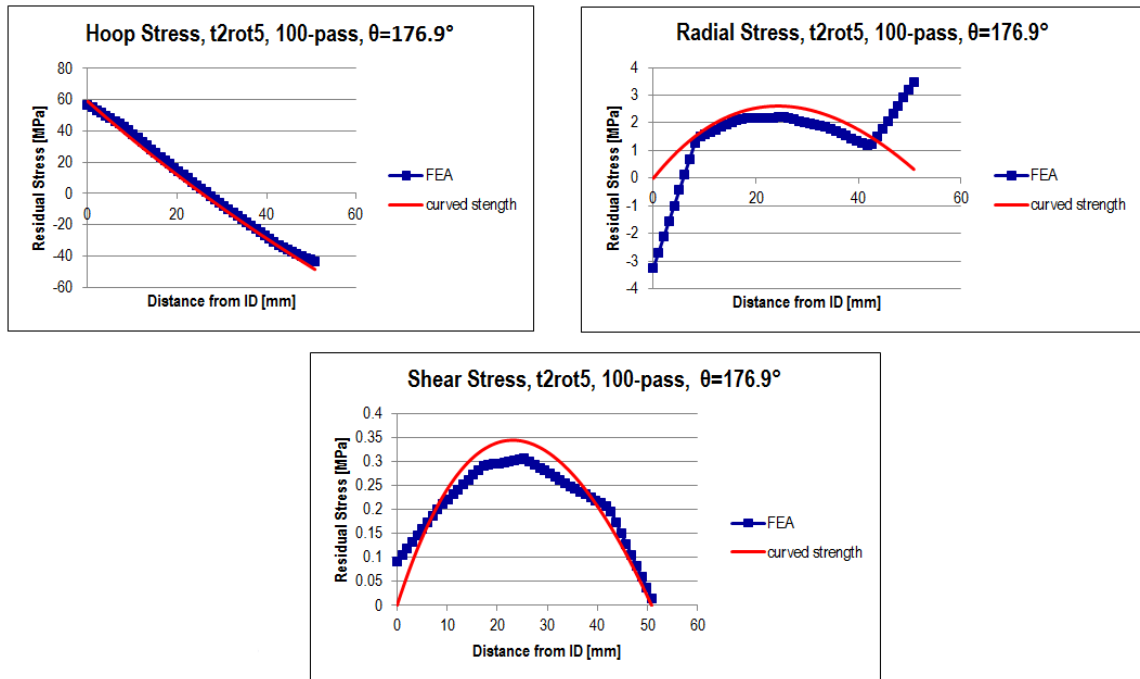 Hoop Stress, t2rot5, 100-pass, θ=176.9°
80
60
40
20
0
-20
-40
-60
0
20
40
60
Residual Stress [MPa]
Distance from ID [mm]
FEA
curved stength
Radial Stress, t2rot5, 100-pass, θ=176.9°
4
3
2
1
0
-1
-2
-3
-4
0
20
40
60
Residual Stress [MPa]
Distance from ID [mm]
FEA
curved stength
Shear Stress, t2rot5, 100-pass, θ=176.9°
0.4
0.35
0.3
0.25
0.2
0.15
0.1
0.05
0
0
10
20
30
40
50
60
Residual Stress [MPa]
Distance from ID [mm]
FEA
curved strength